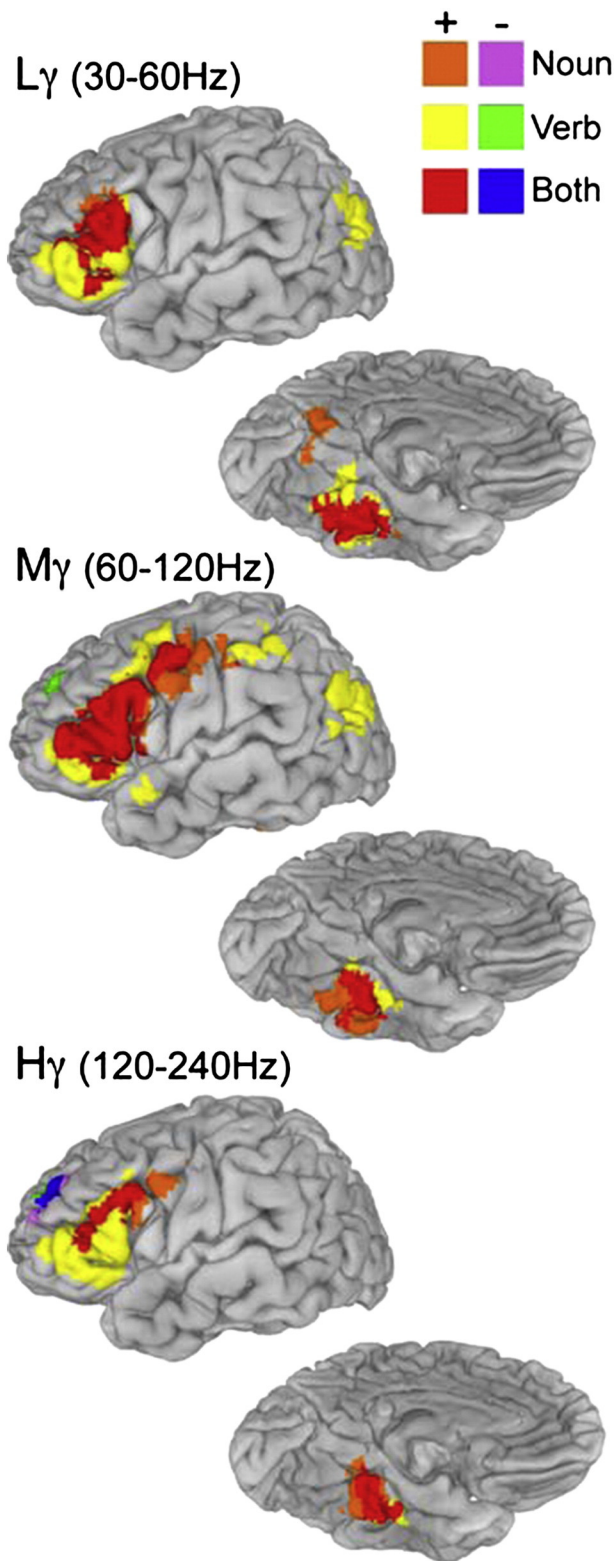 + -
Noun
Verb
Both
Lγ (30-60Hz)
Mγ (60-120Hz)
Hγ (120-240Hz)